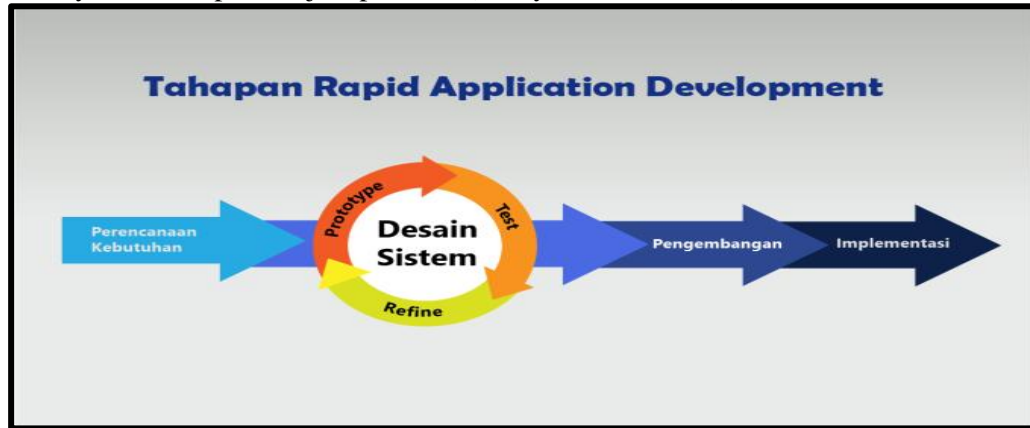 Tahapan Rapid Application Development
Perencanaan
Kebutuhan
Prototype
Test
Refine
Desain
Sistem
Pengembangan
Implementasi